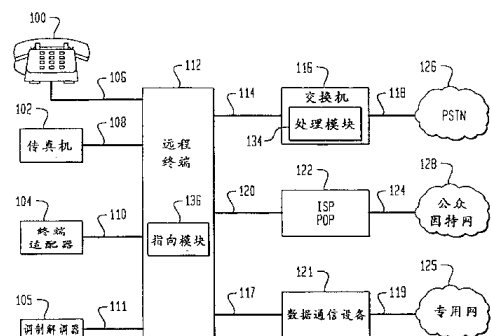 100
106
102
传真机
108
104
终端
适配器
110
105
调制解调器
111
112
远程
终端
136
指向模块
114
116
交换机
处理模块
134
118
126
PSTN
120
122
ISP
POP
124
128
公众
因特网
117
121
数据通信设备
119
125
专用网